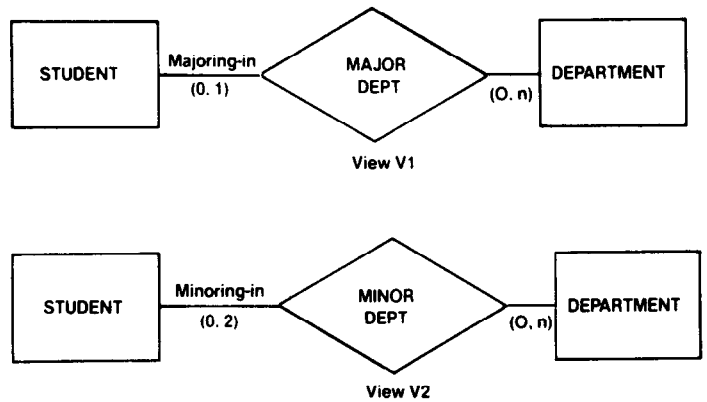 STUDENT
Majoring-in
(0. 1)
MAJOR
DEPT
(O. n)
DEPARTMENT
View V1
STUDENT
Minoring-in
(0. 2)
MINOR
DEPT
(O, n)
DEPARTMENT
View V2